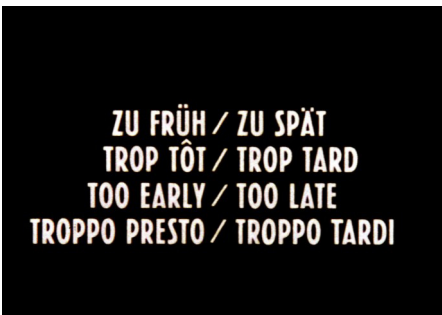 ZU FRÜH / ZU SPÄT
TROP TÔT / TROP TARD
TOO EARLY / TOO LATE
TROPPO PRESTO / TROPPO TARDI